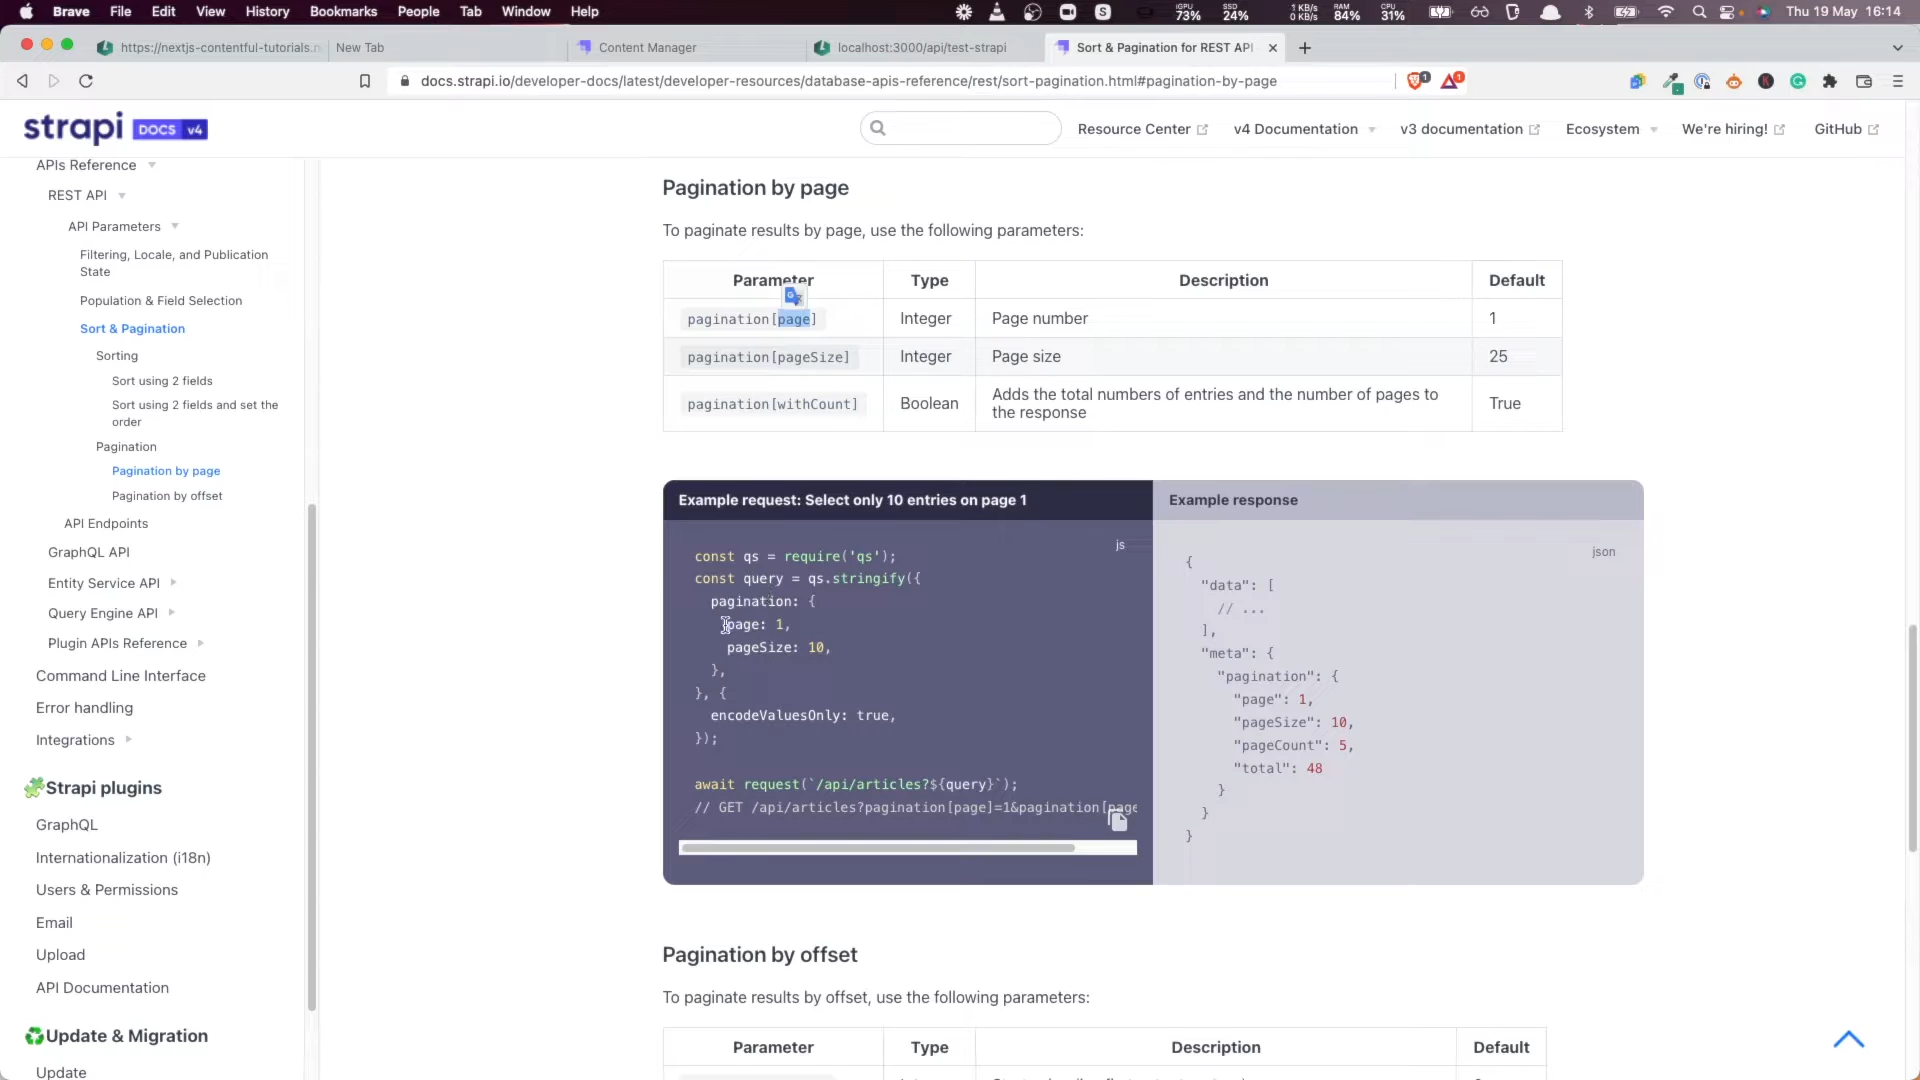 Brave File Edit View History Bookmarks People Tab Window Help
iGPU 73% SSD 24% 1 KB/s 0 KB/s RAM 84% CPU 31% Thu 19 May 16:14
https://nextjs-contentful-tutorials.n New Tab Content Manager localhost:3000/api/test-strapi Sort & Pagination for REST API
docs.strapi.io/developer-docs/latest/developer-resources/database-apis-reference/rest/sort-pagination.html#pagination-by-page
strapi DOCS v4
Resource Center v4 Documentation v3 documentation Ecosystem We're hiring! GitHub
APIs Reference
REST API
API Parameters
Filtering, Locale, and Publication
State
Population & Field Selection
Sort & Pagination
Sorting
Sort using 2 fields
Sort using 2 fields and set the
order
Pagination
Pagination by page
Pagination by offset
API Endpoints
GraphQL API
Entity Service API
Query Engine API
Plugin APIs Reference
Command Line Interface
Error handling
Integrations
Strapi plugins
GraphQL
Internationalization (i18n)
Users & Permissions
Email
Upload
API Documentation
Update & Migration
Update
Pagination by page
To paginate results by page, use the following parameters:
Parameter Type Description Default
pagination[page] Integer Page number 1
pagination[pageSize] Integer Page size 25
pagination[withCount] Boolean Adds the total numbers of entries and the number of pages to
the response True
Example request: Select only 10 entries on page 1
js
const qs = require('qs');
const query = qs.stringify({
pagination: {
page: 1,
pageSize: 10,
},
}, {
encodeValuesOnly: true,
});
await request(`/api/articles?${query}`);
// GET /api/articles?pagination[page]=1&pagination[page
Example response
json
{
"data": [
// ...
],
"meta": {
"pagination": {
"page": 1,
"pageSize": 10,
"pageCount": 5,
"total": 48
}
}
}
Pagination by offset
To paginate results by offset, use the following parameters:
Parameter Type Description Default